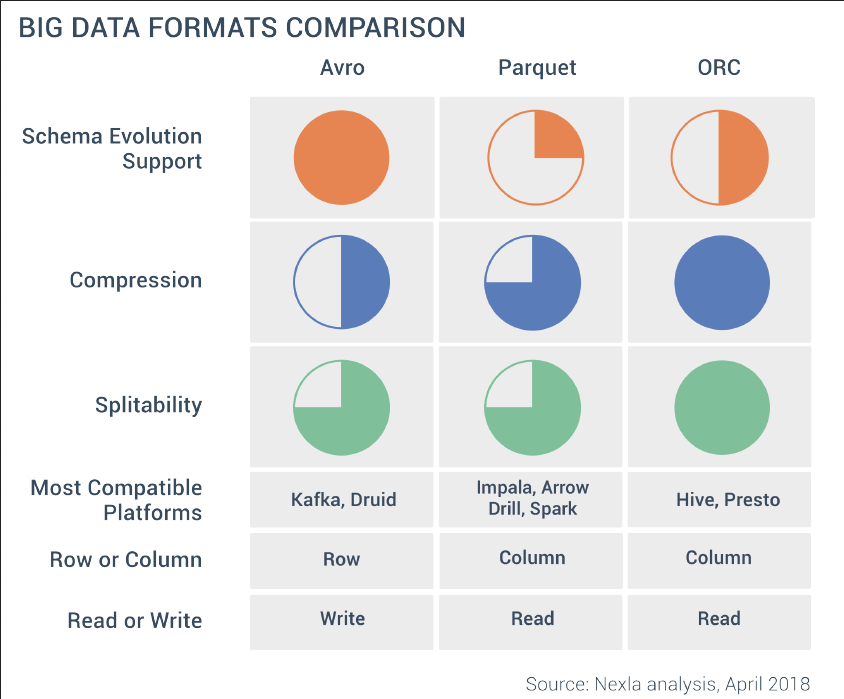 BIG DATA FORMATS COMPARISON
Avro
Parquet
ORC
Schema Evolution
Support
Compression
Splitability
Most Compatible
Platforms
Kafka, Druid
Impala, Arrow
Drill, Spark
Hive, Presto
Row or Column
Row
Column
Column
Read or Write
Write
Read
Read
Source: Nexla analysis, April 2018